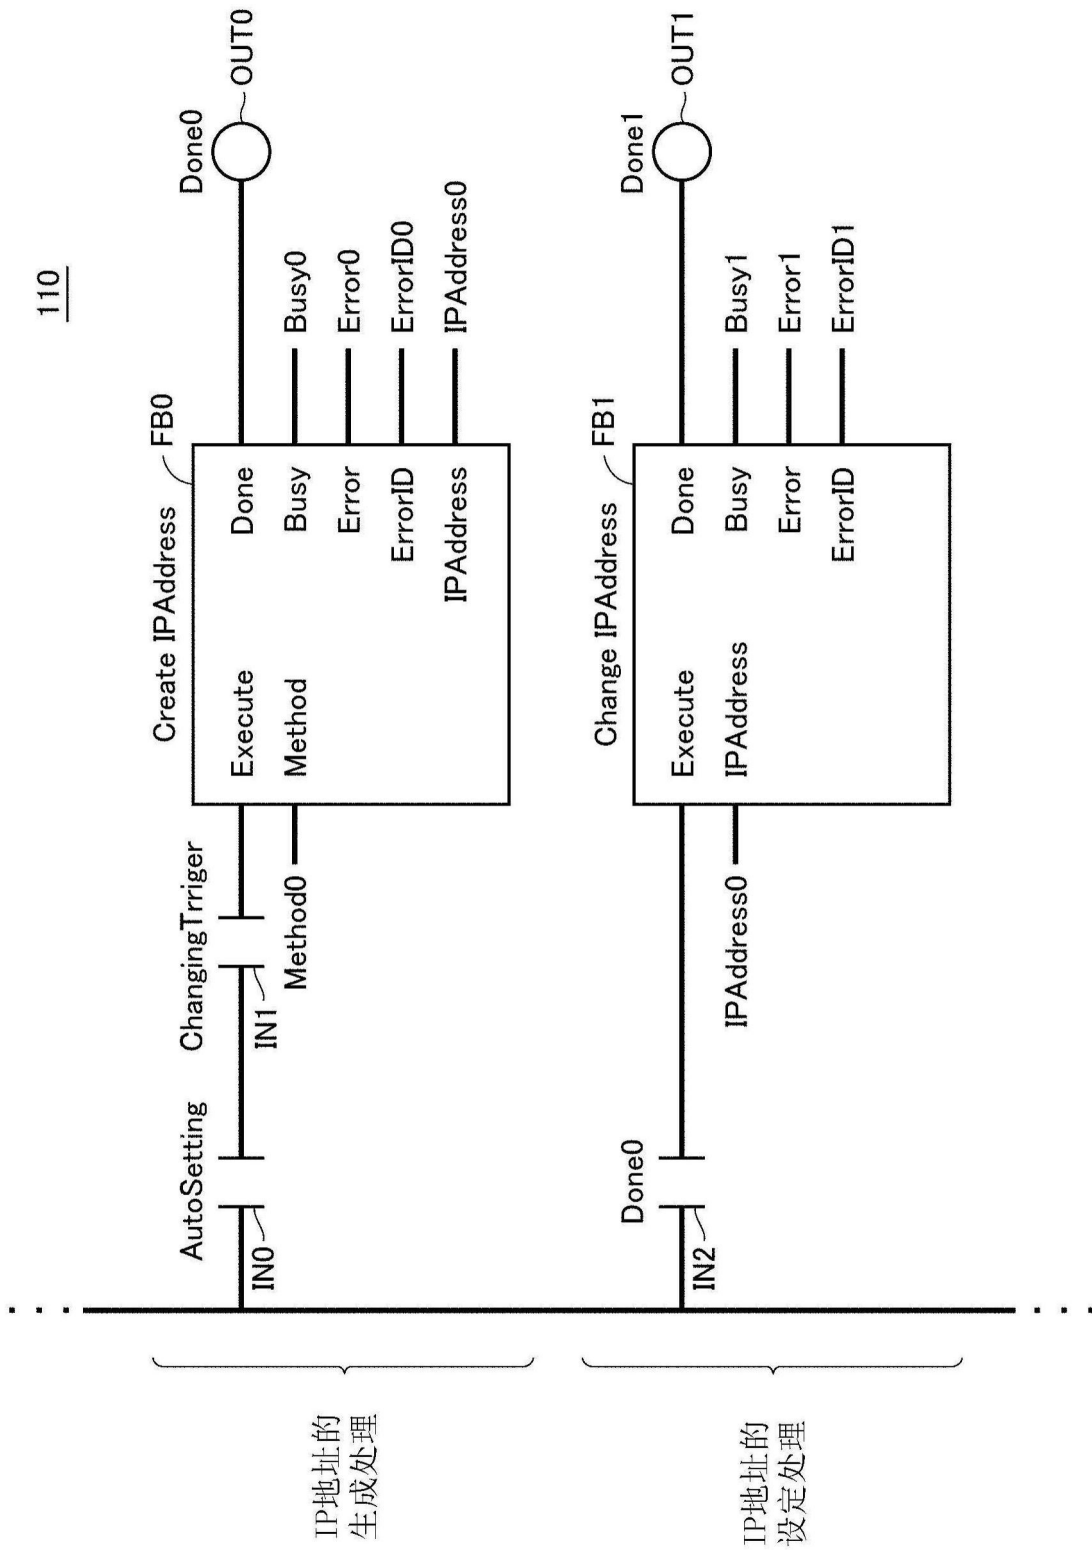 110
IP地址的
生成处理
AutoSetting
IN0
ChangingTrriger
IN1
Method0
Create IPAddress
FB0
Execute
Method
Done
Busy
Error
ErrorID
IPAddress
Done0
OUT0
Busy0
Error0
ErrorID0
IPAddress0
IP地址的
设定处理
Done0
IN2
IPAddress0
Change IPAddress
FB1
Execute
IPAddress
Done
Busy
Error
ErrorID
Done1
OUT1
Busy1
Error1
ErrorID1